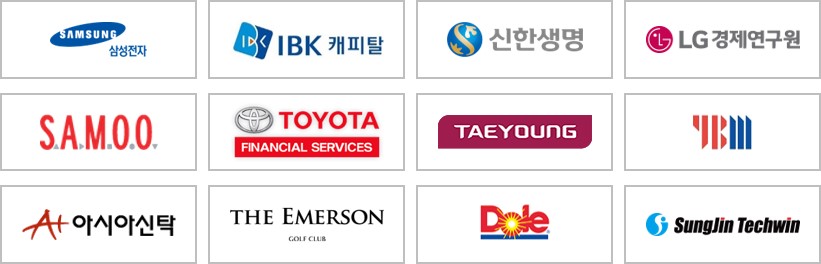 SAMSUNG
삼성전자
IBK 캐피탈
신한생명
LG 경제연구원
S.A.M.O.O.
TOYOTA
FINANCIAL SERVICES
TAEYOUNG
YBM
A+ 아시아신탁
THE EMERSON
GOLF CLUB
Dole
SungJin Techwin